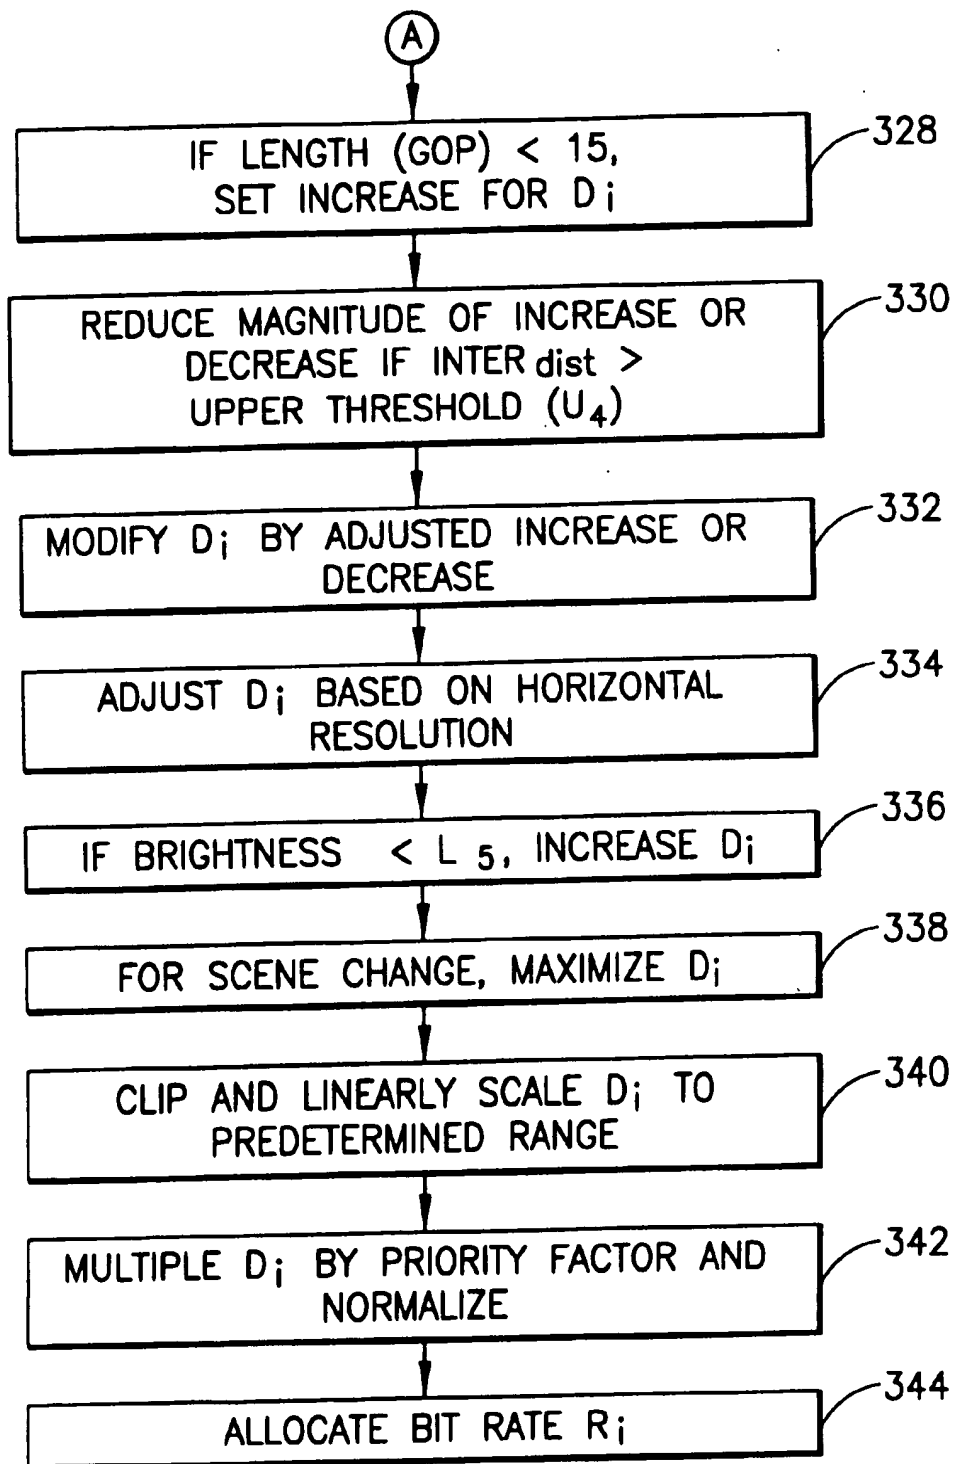 A
IF LENGTH (GOP) < 15,
SET INCREASE FOR Di
328
REDUCE MAGNITUDE OF INCREASE OR
DECREASE IF INTER dist >
UPPER THRESHOLD (U4)
330
MODIFY Di BY ADJUSTED INCREASE OR
DECREASE
332
ADJUST Di BASED ON HORIZONTAL
RESOLUTION
334
IF BRIGHTNESS < L 5, INCREASE Di
336
FOR SCENE CHANGE, MAXIMIZE Di
338
CLIP AND LINEARLY SCALE Di TO
PREDETERMINED RANGE
340
MULTIPLE Di BY PRIORITY FACTOR AND
NORMALIZE
342
ALLOCATE BIT RATE Ri
344